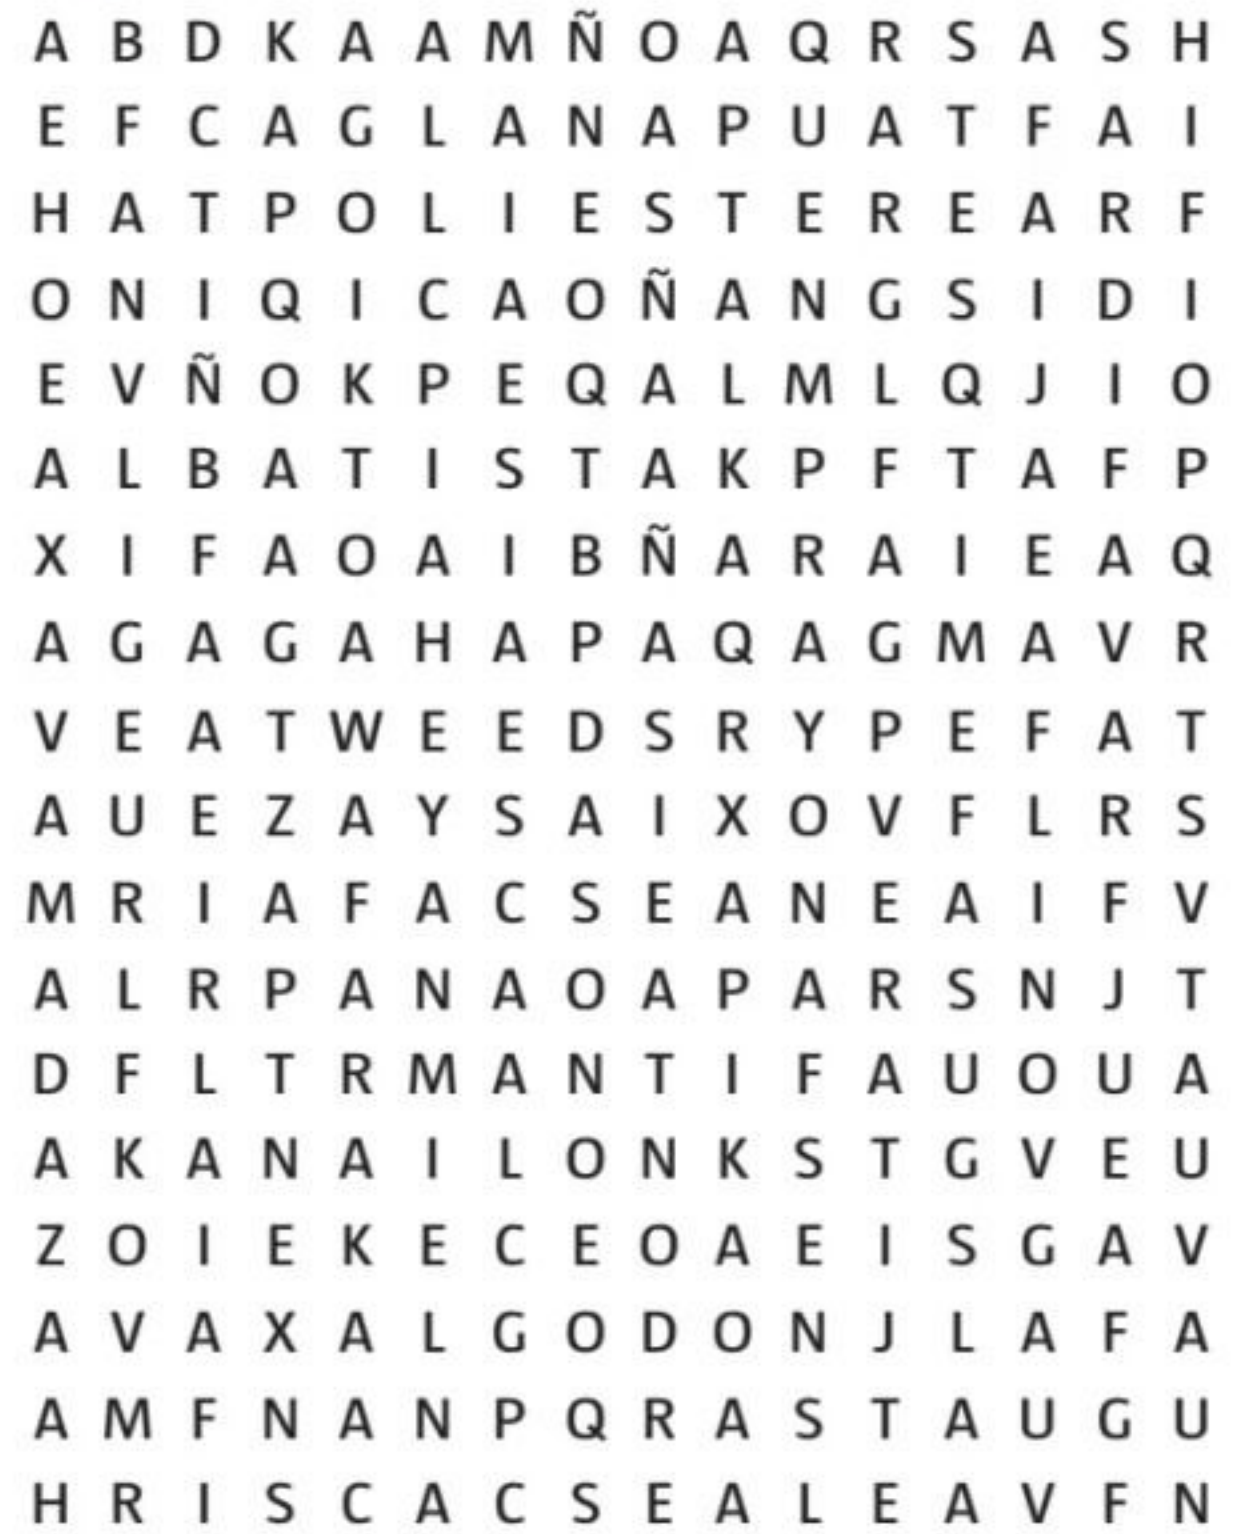 A B D K A A M Ñ O A Q R S A S H
E F C A G L A N A P U A T F A I
H A T P O L I E S T E R E A R F
O N I Q I C A O Ñ A N G S I D I
E V Ñ O K P E Q A L M L Q J I O
A L B A T I S T A K P F T A F P
X I F A O A I B Ñ A R A I E A Q
A G A G A H A P A Q A G M A V R
V E A T W E E D S R Y P E F A T
A U E Z A Y S A I X O V F L R S
M R I A F A C S E A N E A I F V
A L R P A N A O A P A R S N J T
D F L T R M A N T I F A U O U A
A K A N A I L O N K S T G V E U
Z O I E K E C E O A E I S G A V
A V A X A L G O D O N J L A F A
A M F N A N P Q R A S T A U G U
H R I S C A C S E A L E A V F N